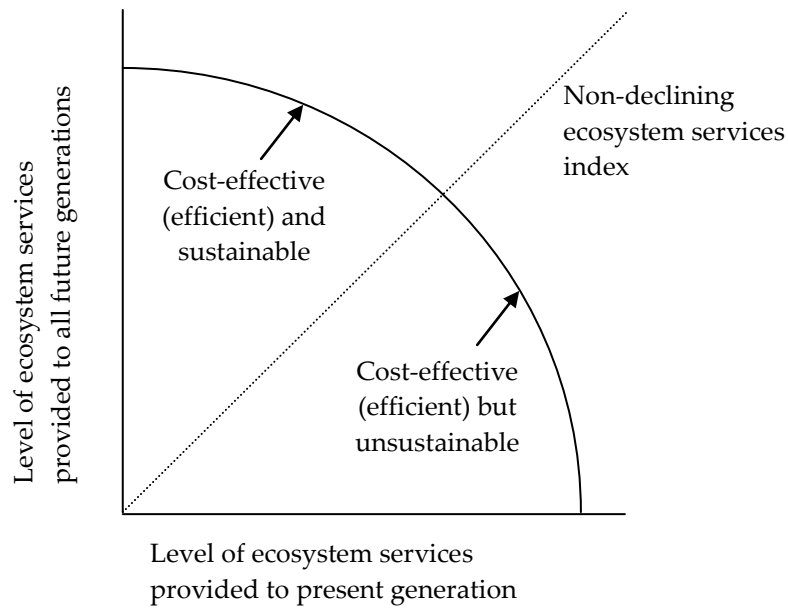 Level of ecosystem services
provided to all future generations
Cost-effective
(efficient) and
sustainable
Non-declining
ecosystem services
index
Cost-effective
(efficient) but
unsustainable
Level of ecosystem services
provided to present generation